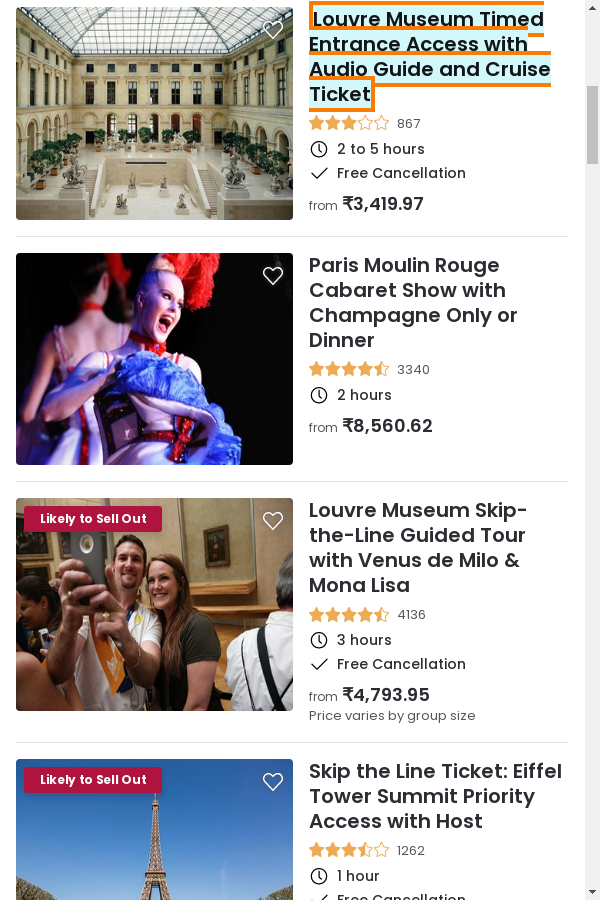 Louvre Museum Timed
Entrance Access with
Audio Guide and Cruise
Ticket
867
2 to 5 hours
Free Cancellation
from ₹3,419.97
Paris Moulin Rouge
Cabaret Show with
Champagne Only or
Dinner
3340
2 hours
from ₹8,560.62
Likely to Sell Out
Louvre Museum Skip-
the-Line Guided Tour
with Venus de Milo &
Mona Lisa
4136
3 hours
Free Cancellation
from ₹4,793.95
Price varies by group size
Likely to Sell Out
Skip the Line Ticket: Eiffel
Tower Summit Priority
Access with Host
1262
1 hour
Free Cancellation